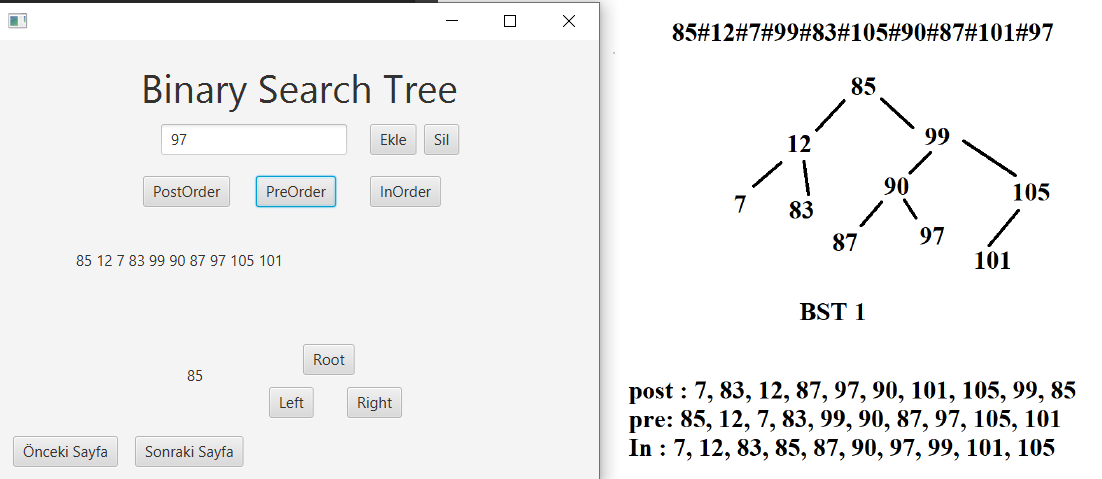 Binary Search Tree
97
Ekle Sil
PostOrder PreOrder InOrder
85 12 7 83 99 90 87 97 105 101
Root
85
Left Right
Önceki Sayfa Sonraki Sayfa
85#12#7#99#83#105#90#87#101#97
85
12 99
7 83 90 105
87 97 101
BST 1
post : 7, 83, 12, 87, 97, 90, 101, 105, 99, 85
pre: 85, 12, 7, 83, 99, 90, 87, 97, 105, 101
In : 7, 12, 83, 85, 87, 90, 97, 99, 101, 105